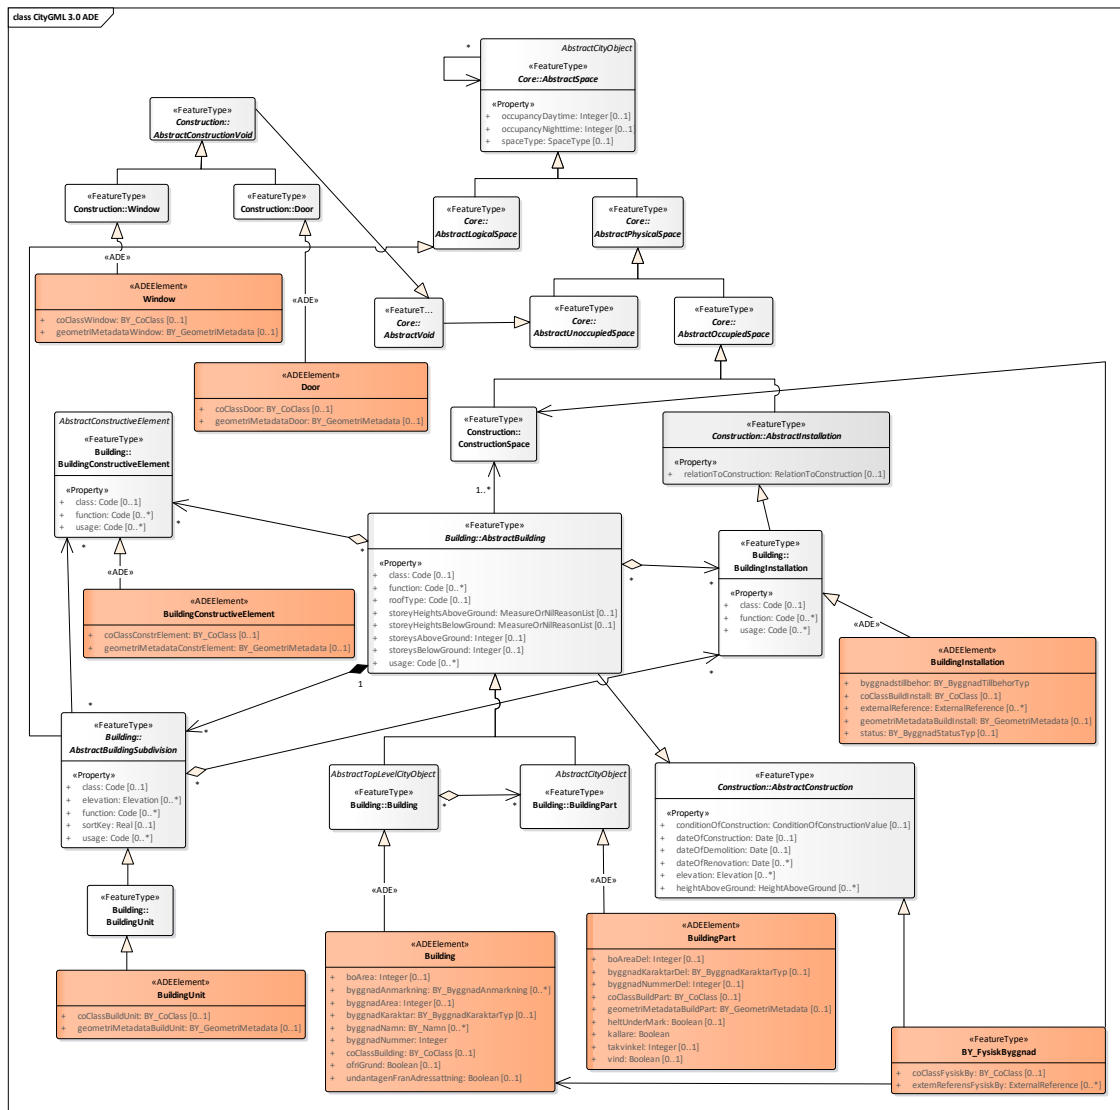 class CityGML 3.0 ADE
AbstractCityObject
«FeatureType»
Core::AbstractSpace
«Property»
+ occupancyDaytime: Integer [0..1]
+ occupancyNighttime: Integer [0..1]
+ spaceType: SpaceType [0..1]
*
«FeatureType»
Construction::
AbstractConstructionVoid
«FeatureType»
Construction::Window
«FeatureType»
Construction::Door
«FeatureType»
Core::
AbstractLogicalSpace
«FeatureType»
Core::
AbstractPhysicalSpace
«ADE»
«ADEElement»
Window
+ coClassWindow: BY_CoClass [0..1]
+ geometriMetadataWindow: BY_GeometriMetadata [0..1]
«ADE»
«FeatureT...
Core::
AbstractVoid
«FeatureType»
Core::
AbstractUnoccupiedSpace
«FeatureType»
Core::
AbstractOccupiedSpace
«ADEElement»
Door
+ coClassDoor: BY_CoClass [0..1]
+ geometriMetadataDoor: BY_GeometriMetadata [0..1]
AbstractConstructiveElement
«FeatureType»
Building::
BuildingConstructiveElement
«Property»
+ class: Code [0..1]
+ function: Code [0..*]
+ usage: Code [0..*]
«FeatureType»
Construction::
ConstructionSpace
«FeatureType»
Construction::AbstractInstallation
«Property»
+ relationToConstruction: RelationToConstruction [0..1]
1..*
*
*
*
«FeatureType»
Building::AbstractBuilding
«Property»
+ class: Code [0..1]
+ function: Code [0..*]
+ roofType: Code [0..1]
+ storeyHeightsAboveGround: MeasureOrNilReasonList [0..1]
+ storeyHeightsBelowGround: MeasureOrNilReasonList [0..1]
+ storeysAboveGround: Integer [0..1]
+ storeysBelowGround: Integer [0..1]
+ usage: Code [0..*]
*
*
«FeatureType»
Building::
BuildingInstallation
«Property»
+ class: Code [0..1]
+ function: Code [0..*]
+ usage: Code [0..*]
«ADE»
«ADEElement»
BuildingConstructiveElement
+ coClassConstrElement: BY_CoClass [0..1]
+ geometriMetadataConstrElement: BY_GeometriMetadata [0..1]
«ADE»
«ADEElement»
BuildingInstallation
+ byggnadstillbehor: BY_ByggnadTillbehorTyp
+ coClassBuildInstall: BY_CoClass [0..1]
+ externalReference: ExternalReference [0..*]
+ geometriMetadataBuildInstall: BY_GeometriMetadata [0..1]
+ status: BY_ByggnadStatusTyp [0..1]
1
*
*
*
*
«FeatureType»
Building::
AbstractBuildingSubdivision
«Property»
+ class: Code [0..1]
+ elevation: Elevation [0..*]
+ function: Code [0..*]
+ sortKey: Real [0..1]
+ usage: Code [0..*]
AbstractTopLevelCityObject
«FeatureType»
Building::Building
*
*
AbstractCityObject
«FeatureType»
Building::BuildingPart
«FeatureType»
Construction::AbstractConstruction
«Property»
+ conditionOfConstruction: ConditionOfConstructionValue [0..1]
+ dateOfConstruction: Date [0..1]
+ dateOfDemolition: Date [0..1]
+ dateOfRenovation: Date [0..*]
+ elevation: Elevation [0..*]
+ heightAboveGround: HeightAboveGround [0..*]
«ADE»
«ADE»
«FeatureType»
Building::
BuildingUnit
«ADEElement»
BuildingUnit
+ coClassBuildUnit: BY_CoClass [0..1]
+ geometriMetadataBuildUnit: BY_GeometriMetadata [0..1]
«ADEElement»
Building
+ boArea: Integer [0..1]
+ byggnadAnmarkning: BY_ByggnadAnmarkning [0..*]
+ byggnadArea: Integer [0..1]
+ byggnadKaraktar: BY_ByggnadKaraktarTyp [0..1]
+ byggnadNamn: BY_Namn [0..*]
+ byggnadNummer: Integer
+ coClassBuilding: BY_CoClass [0..1]
+ ofriGrund: Boolean [0..1]
+ undantagenFranAdressattning: Boolean [0..1]
«ADEElement»
BuildingPart
+ boAreaDel: Integer [0..1]
+ byggnadKaraktarDel: BY_ByggnadKaraktarTyp [0..1]
+ byggnadNummerDel: Integer [0..1]
+ coClassBuildPart: BY_CoClass [0..1]
+ geometriMetadataBuildPart: BY_GeometriMetadata [0..1]
+ heltUnderMark: Boolean [0..1]
+ kallare: Boolean
+ takvinkel: Integer [0..1]
+ vind: Boolean [0..1]
«FeatureType»
BY_FysiskByggnad
+ coClassFysiskBy: BY_CoClass [0..1]
+ externReferensFysiskBy: ExternalReference [0..*]